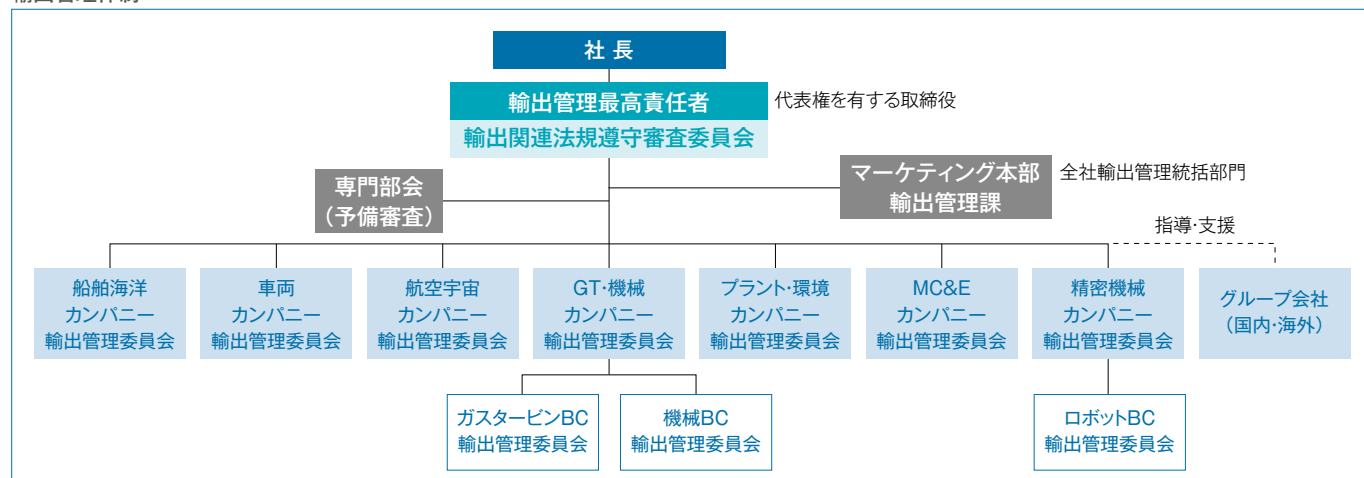 輸出管理体制
社 長
輸出管理最高責任者
代表権を有する取締役
輸出関連法規遵守審査委員会
専門部会
（予備審査）
マーケティング本部
輸出管理課
全社輸出管理統括部門
指導・支援
船舶海洋
カンパニー
輸出管理委員会
車両
カンパニー
輸出管理委員会
航空宇宙
カンパニー
輸出管理委員会
GT・機械
カンパニー
輸出管理委員会
プラント・環境
カンパニー
輸出管理委員会
MC&E
カンパニー
輸出管理委員会
精密機械
カンパニー
輸出管理委員会
グループ会社
（国内・海外）
ガスタービンBC
輸出管理委員会
機械BC
輸出管理委員会
ロボットBC
輸出管理委員会